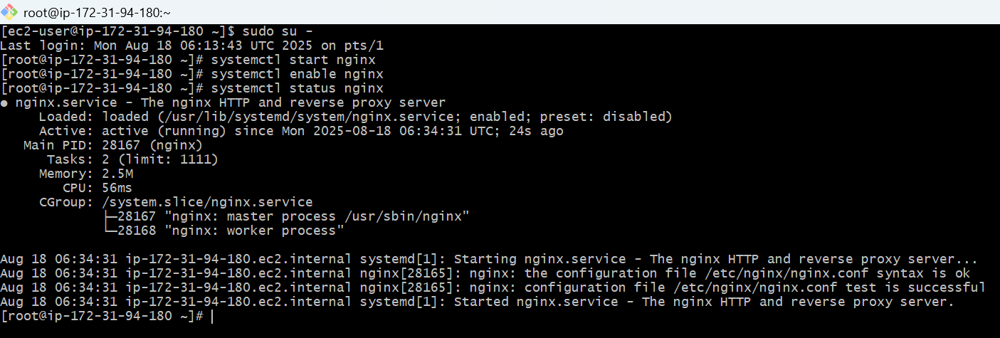 root@ip-172-31-94-180:~
[ec2-user@ip-172-31-94-180 ~]$ sudo su -
Last login: Mon Aug 18 06:13:43 UTC 2025 on pts/1
[root@ip-172-31-94-180 ~]# systemctl start nginx
[root@ip-172-31-94-180 ~]# systemctl enable nginx
[root@ip-172-31-94-180 ~]# systemctl status nginx
● nginx.service - The nginx HTTP and reverse proxy server
     Loaded: loaded (/usr/lib/systemd/system/nginx.service; enabled; preset: disabled)
     Active: active (running) since Mon 2025-08-18 06:34:31 UTC; 24s ago
   Main PID: 28167 (nginx)
      Tasks: 2 (limit: 1111)
     Memory: 2.5M
        CPU: 56ms
     CGroup: /system.slice/nginx.service
             ├─28167 "nginx: master process /usr/sbin/nginx"
             └─28168 "nginx: worker process"
Aug 18 06:34:31 ip-172-31-94-180.ec2.internal systemd[1]: Starting nginx.service - The nginx HTTP and reverse proxy server...
Aug 18 06:34:31 ip-172-31-94-180.ec2.internal nginx[28165]: nginx: the configuration file /etc/nginx/nginx.conf syntax is ok
Aug 18 06:34:31 ip-172-31-94-180.ec2.internal nginx[28165]: nginx: configuration file /etc/nginx/nginx.conf test is successful
Aug 18 06:34:31 ip-172-31-94-180.ec2.internal systemd[1]: Started nginx.service - The nginx HTTP and reverse proxy server.
[root@ip-172-31-94-180 ~]#